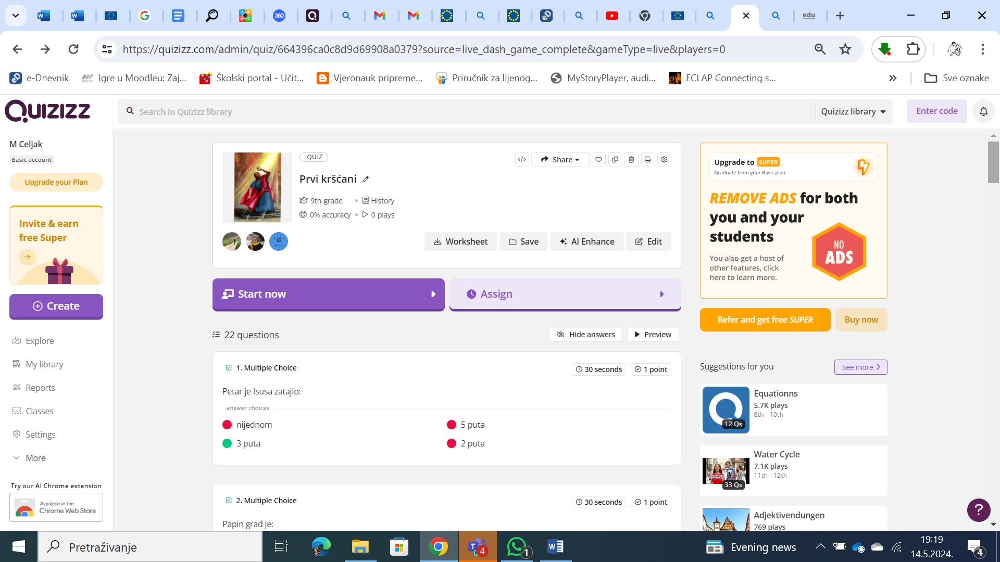 360
edu
https://quizizz.com/admin/quiz/664396ca0c8d9d69908a0379?source=live_dash_game_complete&gameType=live&players=0
e-Dnevnik
Igre u Moodleu: Zaj...
Školski portal - Učit...
Vjeronauk pripreme...
Priručnik za lijenog...
MyStoryPlayer, audi...
ECLAP Connecting s...
Sve oznake
QUIZIZZ
Search in Quizizz library
Quizizz library
Enter code
M Celjak
Basic account
Upgrade your Plan
Invite & earn
free Super
Create
Explore
My library
Reports
Classes
Settings
More
Try our AI Chrome extension
Available in the
Chrome Web Store
QUIZ
Share
Prvi kršćani
9th grade
History
0% accuracy
0 plays
Worksheet
Save
AI Enhance
Edit
Start now
Assign
22 questions
Hide answers
Preview
1. Multiple Choice
30 seconds
1 point
Petar je Isusa zatajio:
answer choices
nijednom
5 puta
3 puta
2 puta
2. Multiple Choice
30 seconds
1 point
Papin grad je:
Upgrade to SUPER
Graduate from your Basic plan
REMOVE ADS for both
you and your
students
NO
ADS
You also get a host of
other features, click
here to learn more.
Refer and get free SUPER
Buy now
Suggestions for you
See more
Equationns
5.7K plays
8th - 10th
12 Qs
Water Cycle
7.1K plays
11th - 12th
33 Qs
Adjektivendungen
769 plays
?
Pretraživanje
4
1
Evening news
19:19
14.5.2024.
4